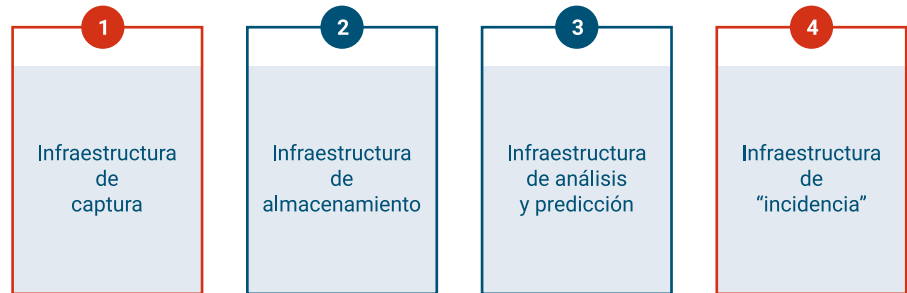 1
Infraestructura
de
captura
2
Infraestructura
de
almacenamiento
3
Infraestructura
de análisis
y predicción
4
Infraestructura
de
“incidencia”